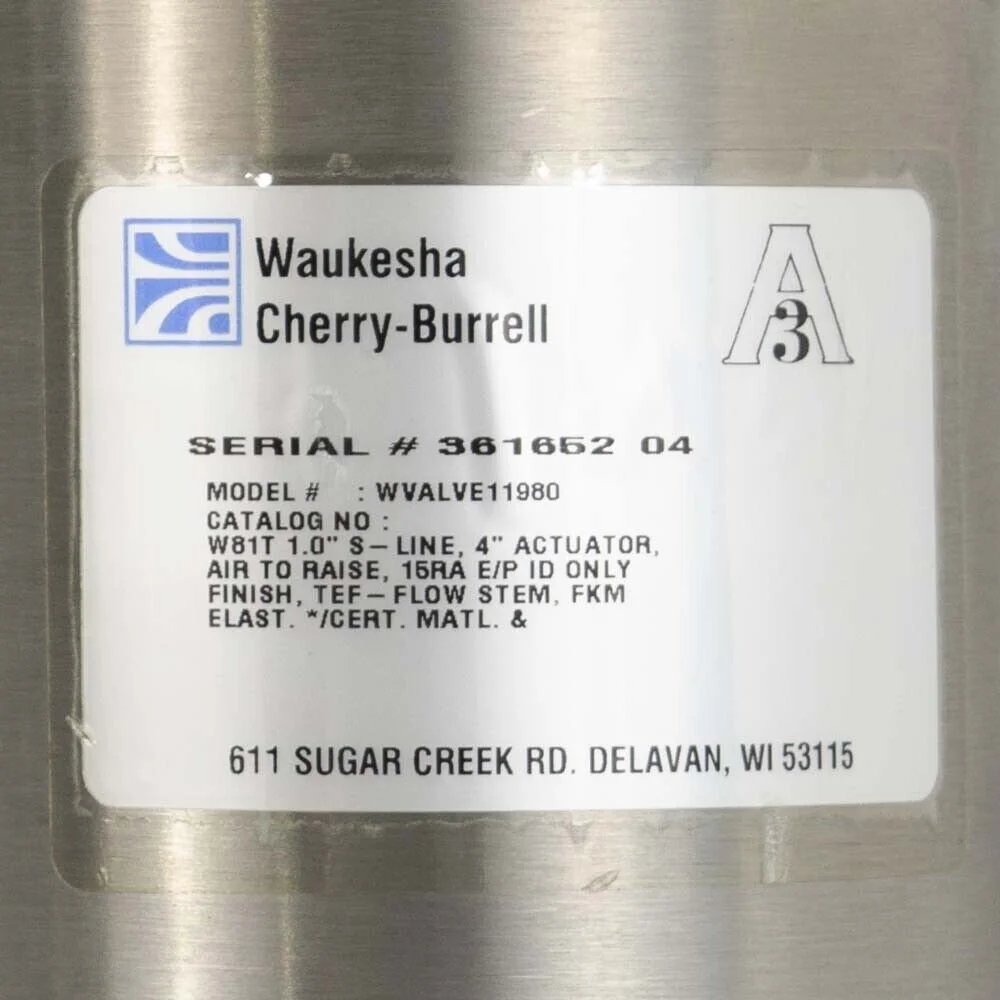 Waukesha
Cherry-Burrell
A
3
SERIAL # 361652 04
MODEL # : WVALVE11980
CATALOG NO :
W81T 1.0" S-LINE, 4" ACTUATOR,
AIR TO RAISE, 15RA E/P ID ONLY
FINISH, TEF-FLOW STEM, FKM
ELAST. */CERT. MATL. &
611 SUGAR CREEK RD. DELAVAN, WI 53115